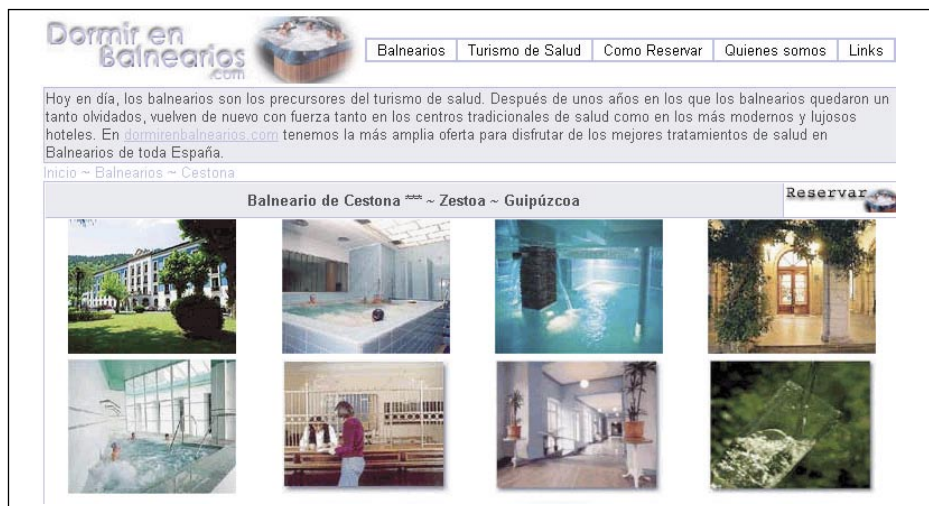 Dormir en
Balnearios
.com
Balnearios Turismo de Salud Como Reservar Quienes somos Links
Hoy en día, los balnearios son los precursores del turismo de salud. Después de unos años en los que los balnearios quedaron un
tanto olvidados, vuelven de nuevo con fuerza tanto en los centros tradicionales de salud como en los más modernos y lujosos
hoteles. En dormirenbalnearios.com tenemos la más amplia oferta para disfrutar de los mejores tratamientos de salud en
Balnearios de toda España.
Inicio ~ Balnearios ~ Cestona
Balneario de Cestona *** ~ Zestoa ~ Guipúzcoa
Reservar